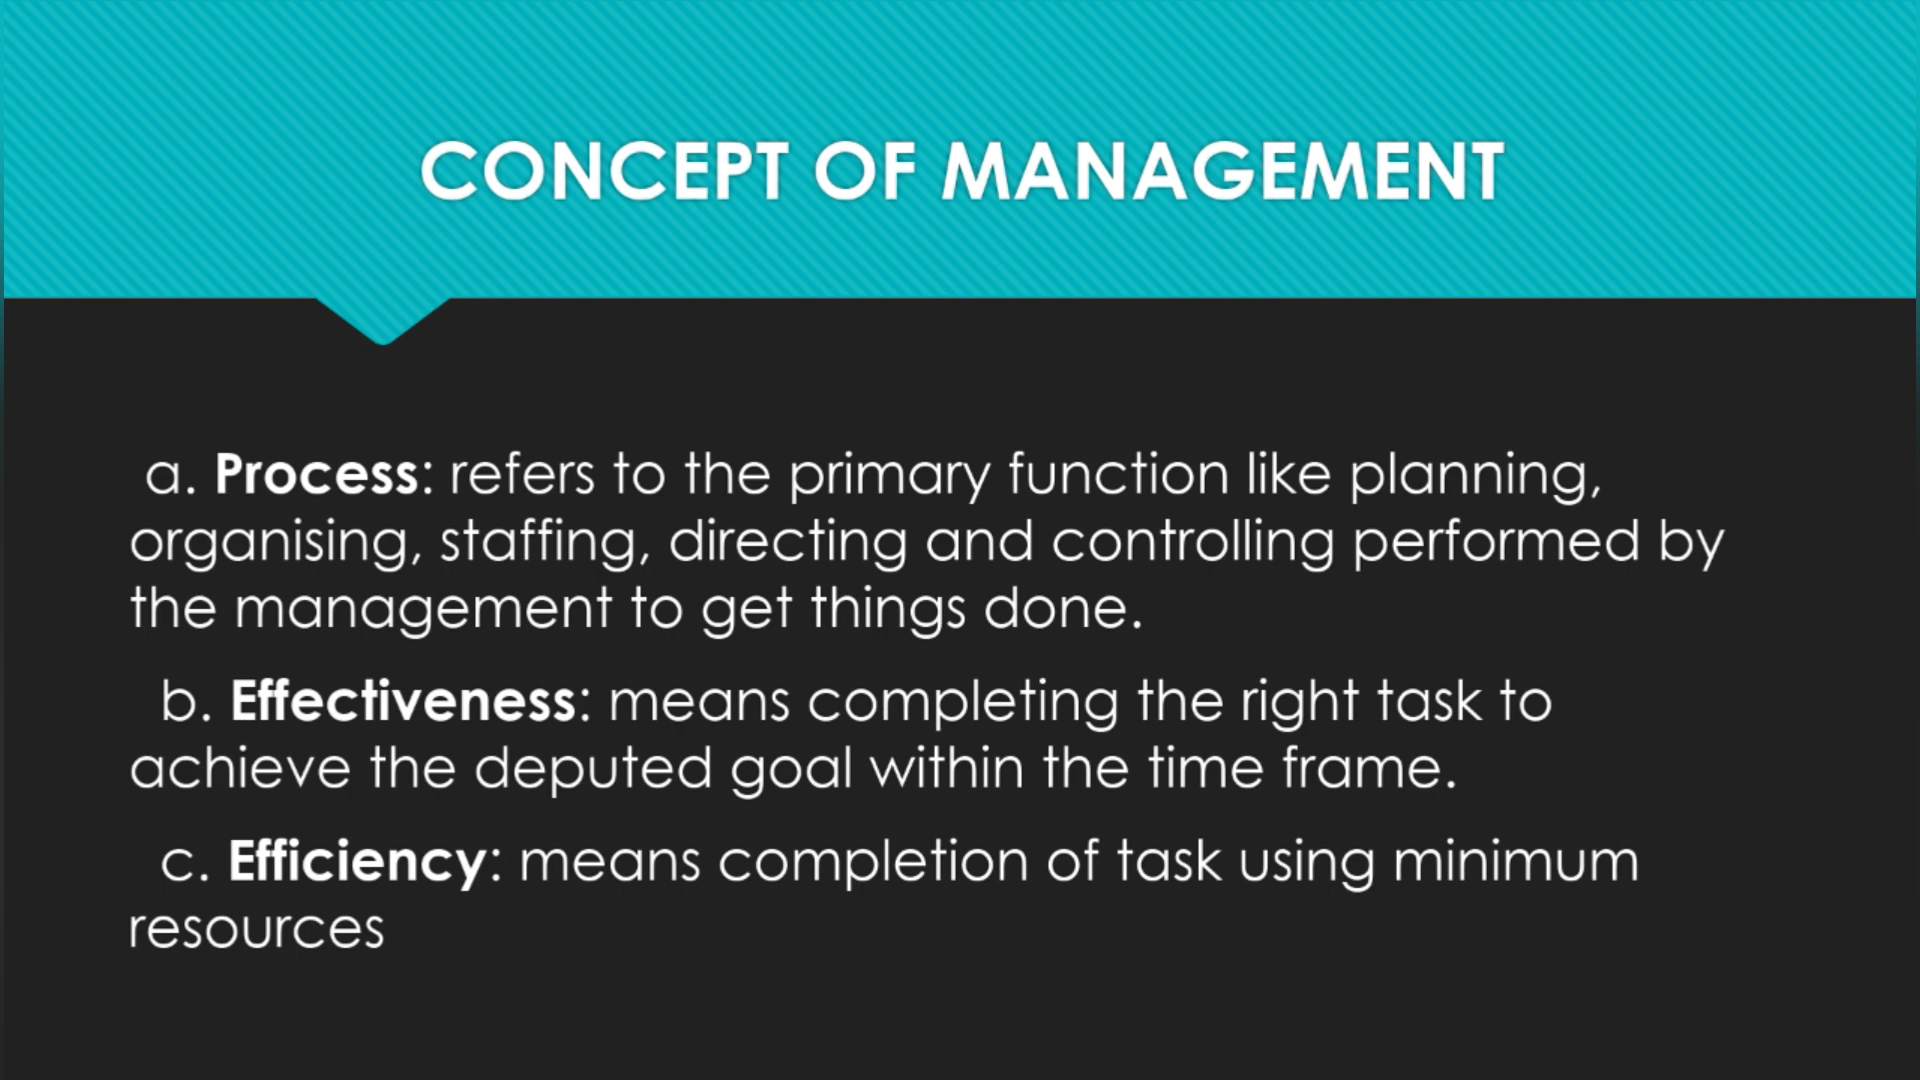 CONCEPT OF MANAGEMENT
a. Process: refers to the primary function like planning,
organising, staffing, directing and controlling performed by
the management to get things done.
b. Effectiveness: means completing the right task to
achieve the deputed goal within the time frame.
c. Efficiency: means completion of task using minimum
resources